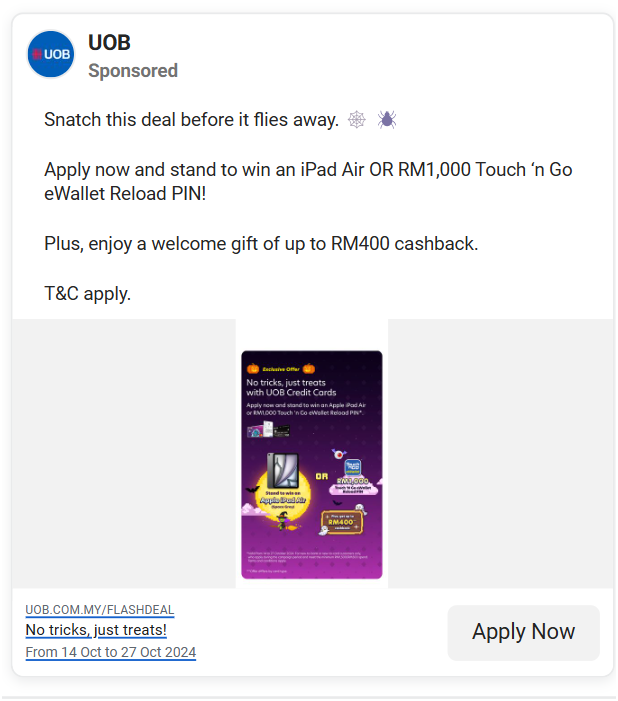 UOB
UOB
Sponsored
Snatch this deal before it flies away. 🕸 🕷
Apply now and stand to win an iPad Air OR RM1,000 Touch ‘n Go
eWallet Reload PIN!
Plus, enjoy a welcome gift of up to RM400 cashback.
T&C apply.
Exclusive Offer
No tricks, just treats
with UOB Credit Cards
Apply now and stand to win an Apple iPad Air
or RM1,000 Touch 'n Go eWallet Reload PIN*.
Stand to win an
Apple iPad Air
OR
RM1,000
Touch 'n Go eWallet
Reload PIN
RM400
cashback
UOB.COM.MY/FLASHDEAL
No tricks, just treats!
From 14 Oct to 27 Oct 2024
Apply Now